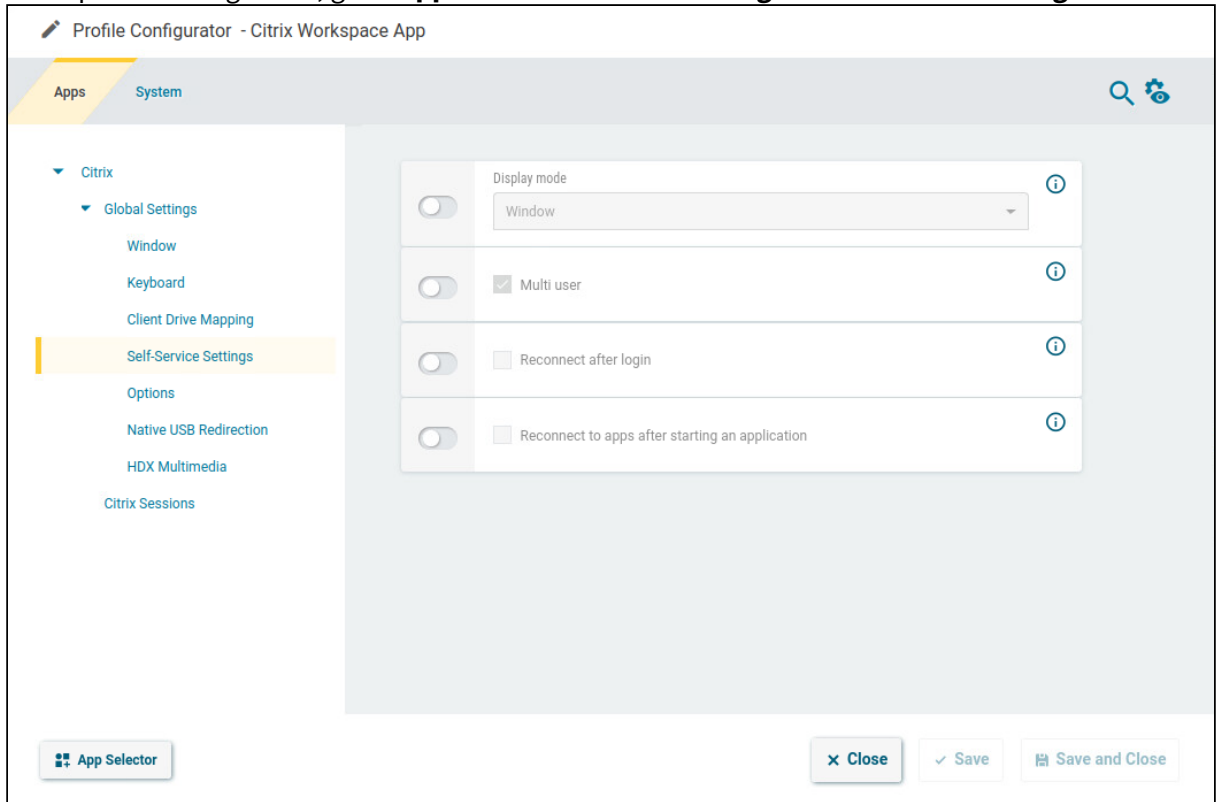 Profile Configurator - Citrix Workspace App
Apps
System
Citrix
Global Settings
Window
Keyboard
Client Drive Mapping
Self-Service Settings
Options
Native USB Redirection
HDX Multimedia
Citrix Sessions
Display mode
Window
Multi user
Reconnect after login
Reconnect to apps after starting an application
App Selector
Close
Save
Save and Close